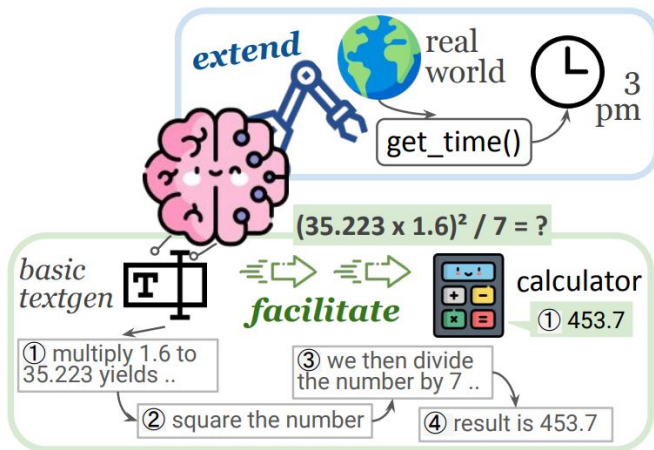 extend
real
world
get_time()
3
pm
(35.223 x 1.6)² / 7 = ?
basic
textgen
T
facilitate
calculator
① 453.7
① multiply 1.6 to
35.223 yields ..
② square the number
③ we then divide
the number by 7 ..
④ result is 453.7